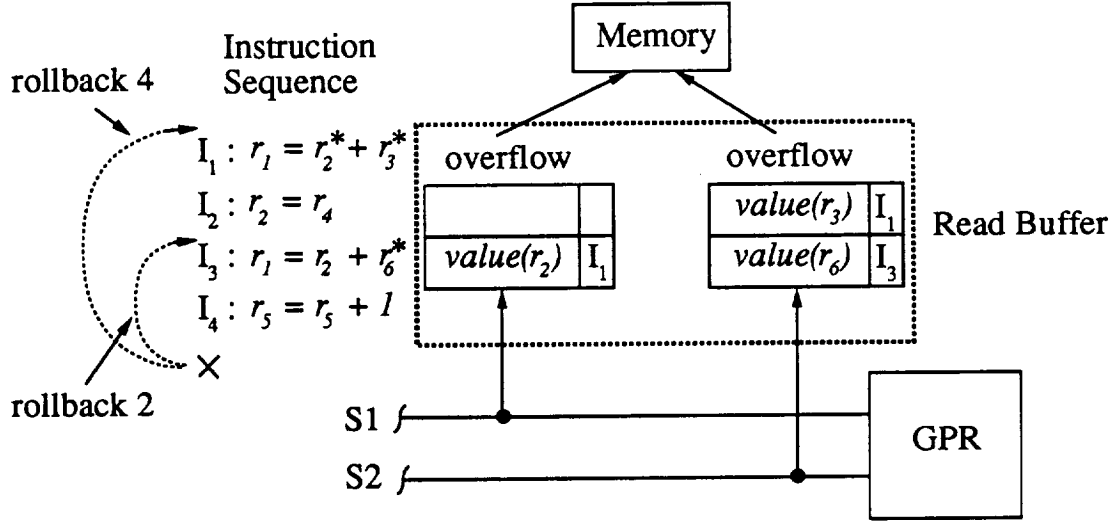 Memory
Instruction
Sequence
rollback 4
I₁ : r₁ = r₂* + r₃*
I₂ : r₂ = r₄
I₃ : r₁ = r₂ + r₆*
I₄ : r₅ = r₅ + 1
×
rollback 2
overflow
value(r₂) I₁
overflow
value(r₃) I₁
value(r₆) I₃
Read Buffer
S1
S2
GPR